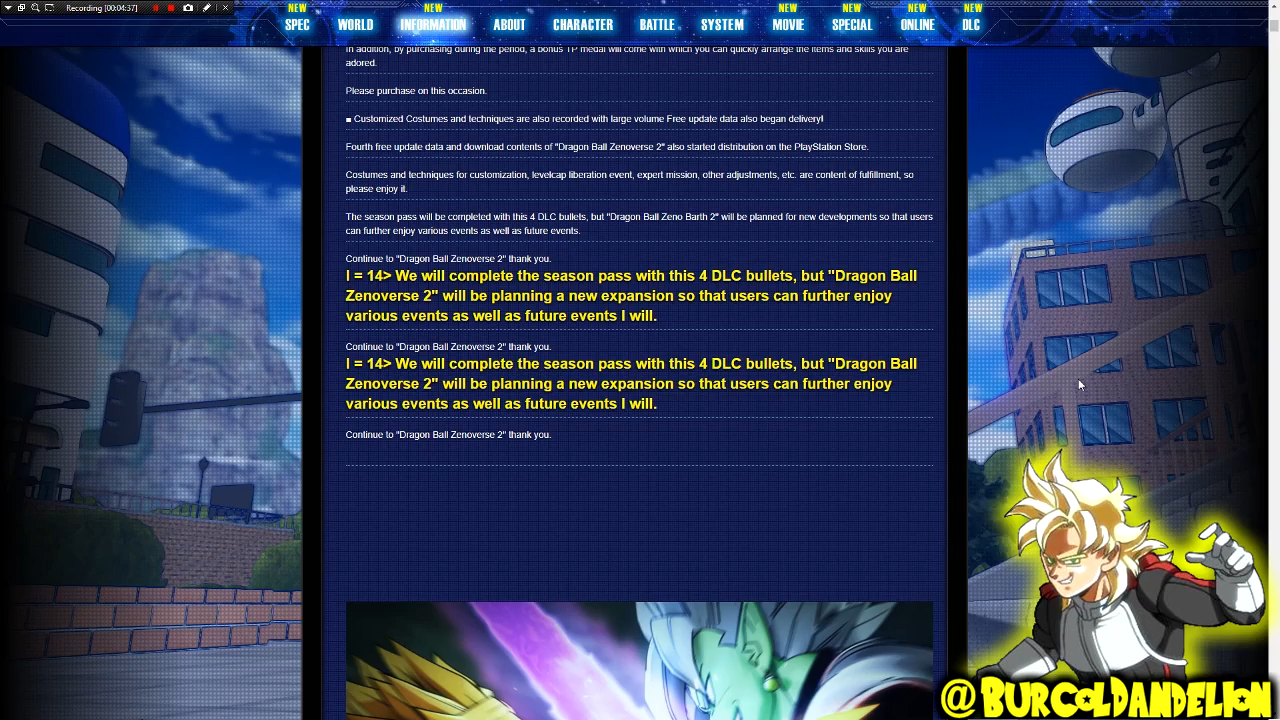 Recording [00:04:37]
NEW NEW NEW NEW NEW NEW
SPEC WORLD INFORMATION ABOUT CHARACTER BATTLE SYSTEM MOVIE SPECIAL ONLINE DLC
In addition, by purchasing during the period, a bonus TP medal will come with which you can quickly arrange the items and skills you are
adored.
Please purchase on this occasion.
■ Customized Costumes and techniques are also recorded with large volume Free update data also began delivery!
Fourth free update data and download contents of "Dragon Ball Zenoverse 2" also started distribution on the PlayStation Store.
Costumes and techniques for customization, levelcap liberation event, expert mission, other adjustments, etc. are content of fulfillment, so
please enjoy it.
The season pass will be completed with this 4 DLC bullets, but "Dragon Ball Zeno Barth 2" will be planned for new developments so that users
can further enjoy various events as well as future events.
Continue to "Dragon Ball Zenoverse 2" thank you.
I = 14> We will complete the season pass with this 4 DLC bullets, but "Dragon Ball
Zenoverse 2" will be planning a new expansion so that users can further enjoy
various events as well as future events I will.
Continue to "Dragon Ball Zenoverse 2" thank you.
I = 14> We will complete the season pass with this 4 DLC bullets, but "Dragon Ball
Zenoverse 2" will be planning a new expansion so that users can further enjoy
various events as well as future events I will.
Continue to "Dragon Ball Zenoverse 2" thank you.
@BURCOLDANDELION